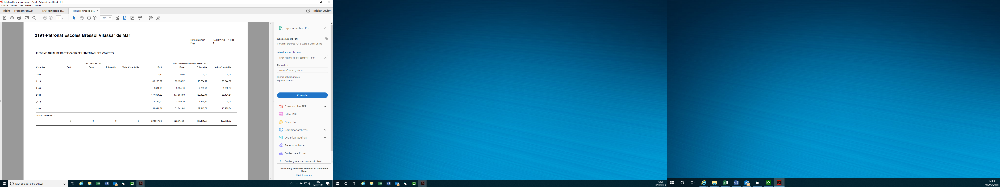 llistat rectificació per comptes_1.pdf - Adobe Acrobat Reader DC
Archivo Edición Ver Ventana Ayuda
Inicio Herramientas llistat rectificació pe... llistat rectificació pe... Iniciar sesión
1 / 1 100%
2191-Patronat Escoles Bressol Vilassar de Mar
Data obtenció 07/03/2018 11:04
Pàg. 1
INFORME ANUAL DE RECTIFICACIÓ DE L'INVENTARI PER COMPTES
1 de Gener de 2017 31 de Desembre d'Exercici Actual 2017
Comptes Brut Base F.Amortitz Valor Comptable Brut Base F.Amortitz Valor Comptable
2100 0,00 0,00 0,00 0,00
2110 89.138,52 89.138,52 15.794,20 73.344,32
2140 3.834,10 3.834,10 2.203,23 1.630,87
2160 177.854,00 177.854,00 139.422,46 38.431,54
2170 1.149,70 1.149,70 1.149,70 0,00
2190 51.841,04 51.841,04 37.912,00 13.929,04
TOTAL GENERAL:
0 0 0 0 323.817,36 323.817,36 196.481,59 127.335,77
Exportar archivo PDF
Adobe Export PDF
Convertir archivos PDF a Word o Excel Online
Seleccionar archivo PDF
llistat rectificació per comptes_1.pdf
Convertir a
Microsoft Word (*.docx)
Idioma del documento:
Español Cambiar
Convertir
Crear archivo PDF
Editar PDF
Comentar
Combinar archivos
Organizar páginas
Rellenar y firmar
Enviar para firmar
Enviar y realizar un seguimiento
Almacene y comparta archivos en Document
Cloud
Más información
Escribe aquí para buscar
13:52
07/09/2018
13:52
07/09/2018
13:52
07/09/2018